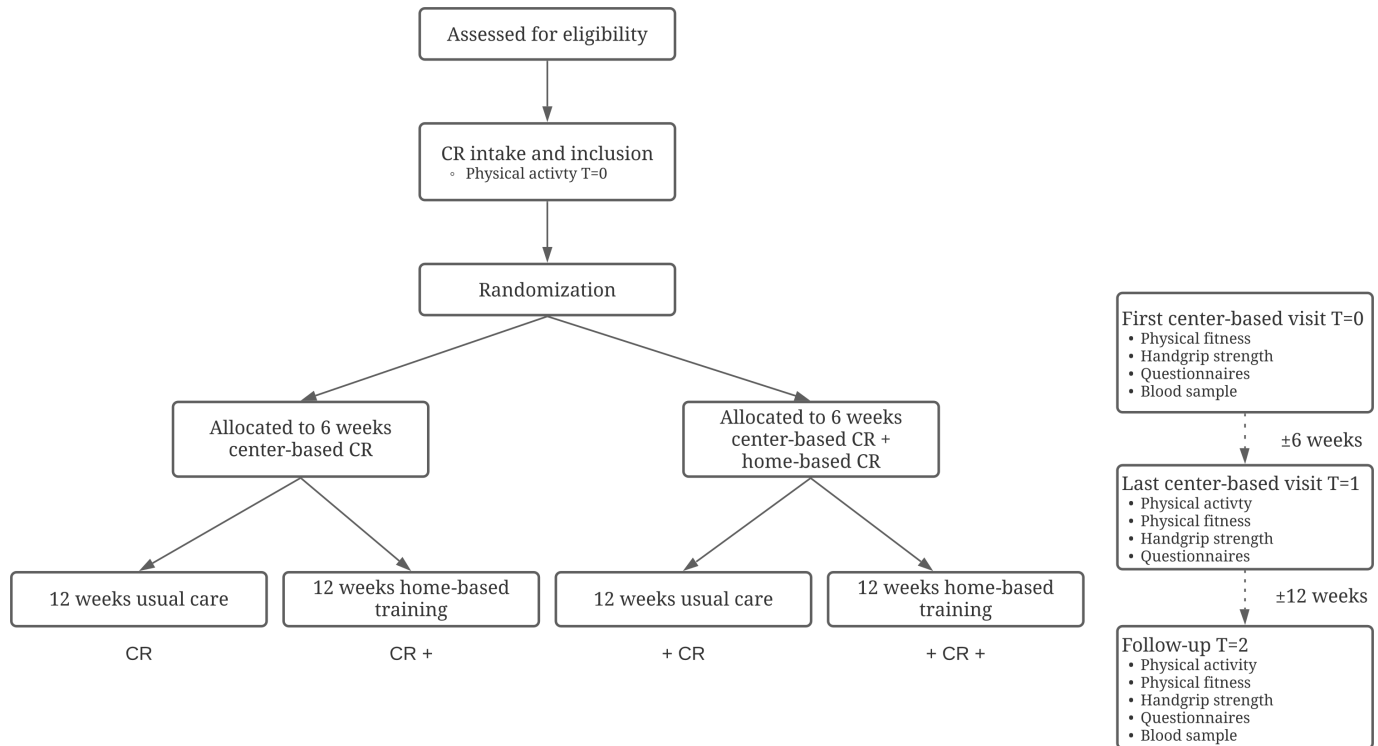 Assessed for eligibility
CR intake and inclusion
◦ Physical activty T=0
Randomization
Allocated to 6 weeks
center-based CR
Allocated to 6 weeks
center-based CR +
home-based CR
12 weeks usual care
12 weeks home-based
training
12 weeks usual care
12 weeks home-based
training
CR
CR +
+ CR
+ CR +
First center-based visit T=0
• Physical fitness
• Handgrip strength
• Questionnaires
• Blood sample
±6 weeks
Last center-based visit T=1
• Physical activty
• Physical fitness
• Handgrip strength
• Questionnaires
±12 weeks
Follow-up T=2
• Physical activity
• Physical fitness
• Handgrip strength
• Questionnaires
• Blood sample